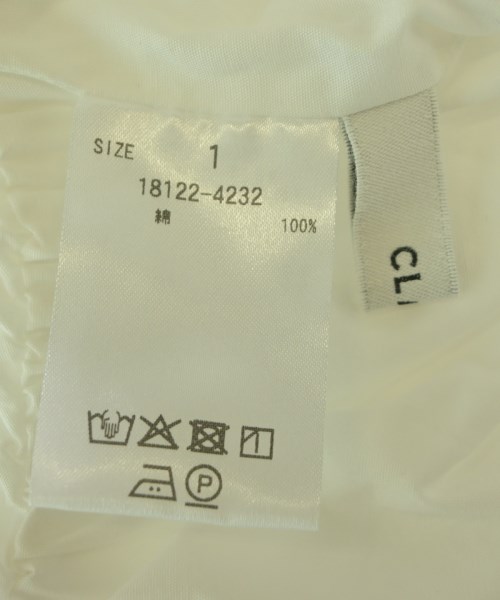 SIZE 1
18122-4232
綿 100%
P
CL